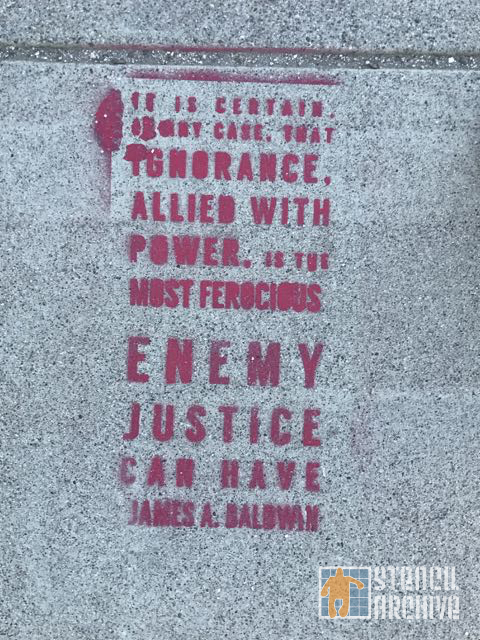 IT IS CERTAIN,
IN ANY CASE, THAT
IGNORANCE,
ALLIED WITH
POWER, IS THE
MOST FEROCIOUS
ENEMY
JUSTICE
CAN HAVE
JAMES A. BALDWIN
STENCIL
ARCHIVE